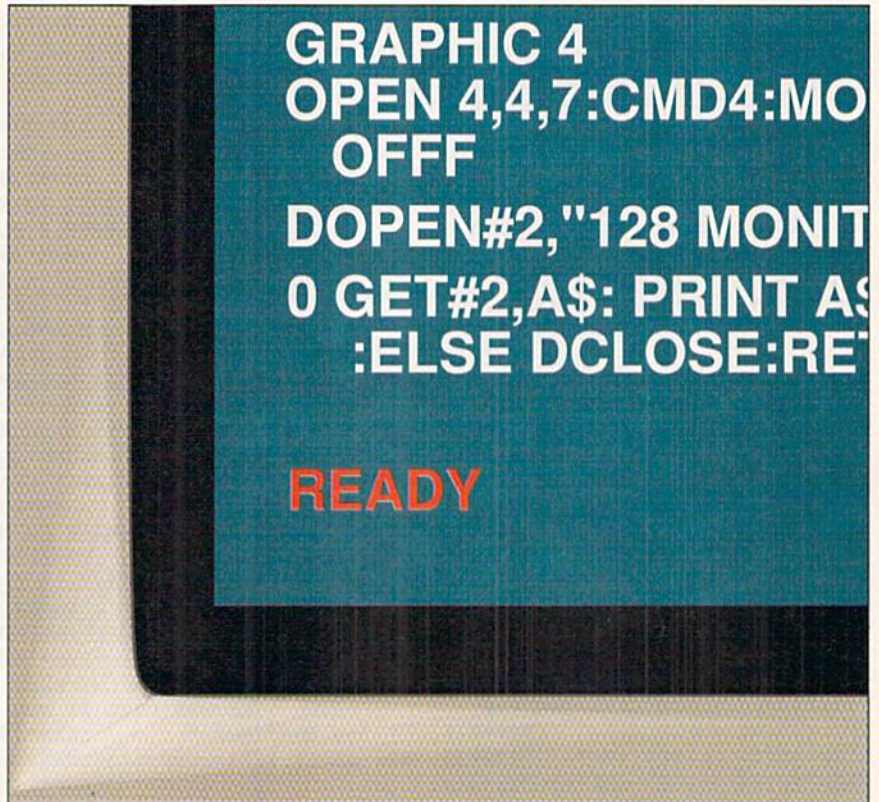 GRAPHIC 4
OPEN 4,4,7:CMD4:MO
OFFF
DOPEN#2,"128 MONIT
0 GET#2,A$: PRINT A$
:ELSE DCLOSE:RET
READY